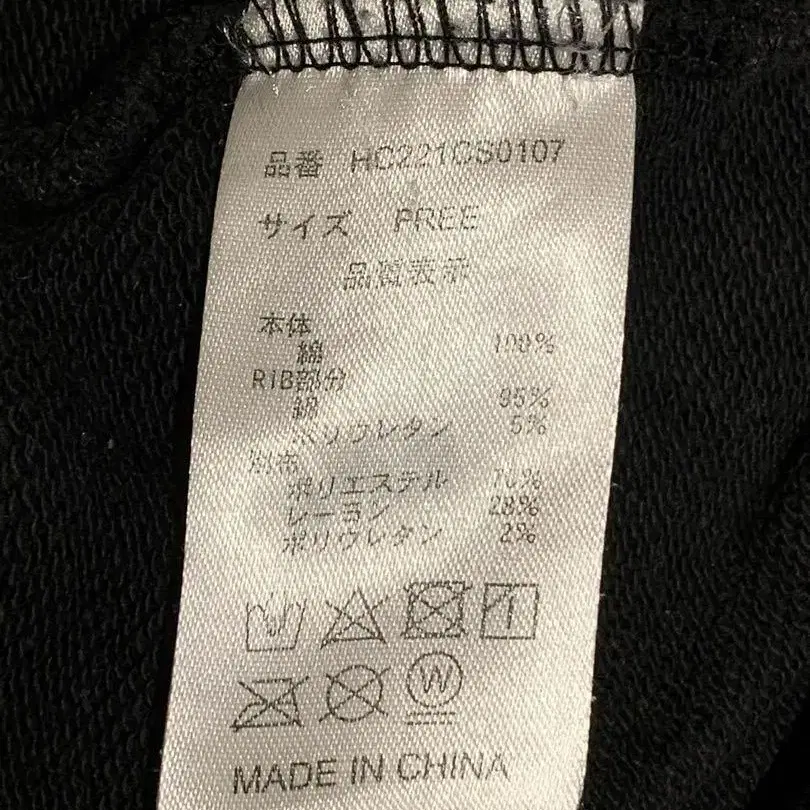 品番 HC221CS0107
サイズ FREE
品質表示
本体
綿 100%
RIB部分
綿 95%
ポリウレタン 5%
別布
ポリエステル 70%
レーヨン 28%
ポリウレタン 2%
W
MADE IN CHINA